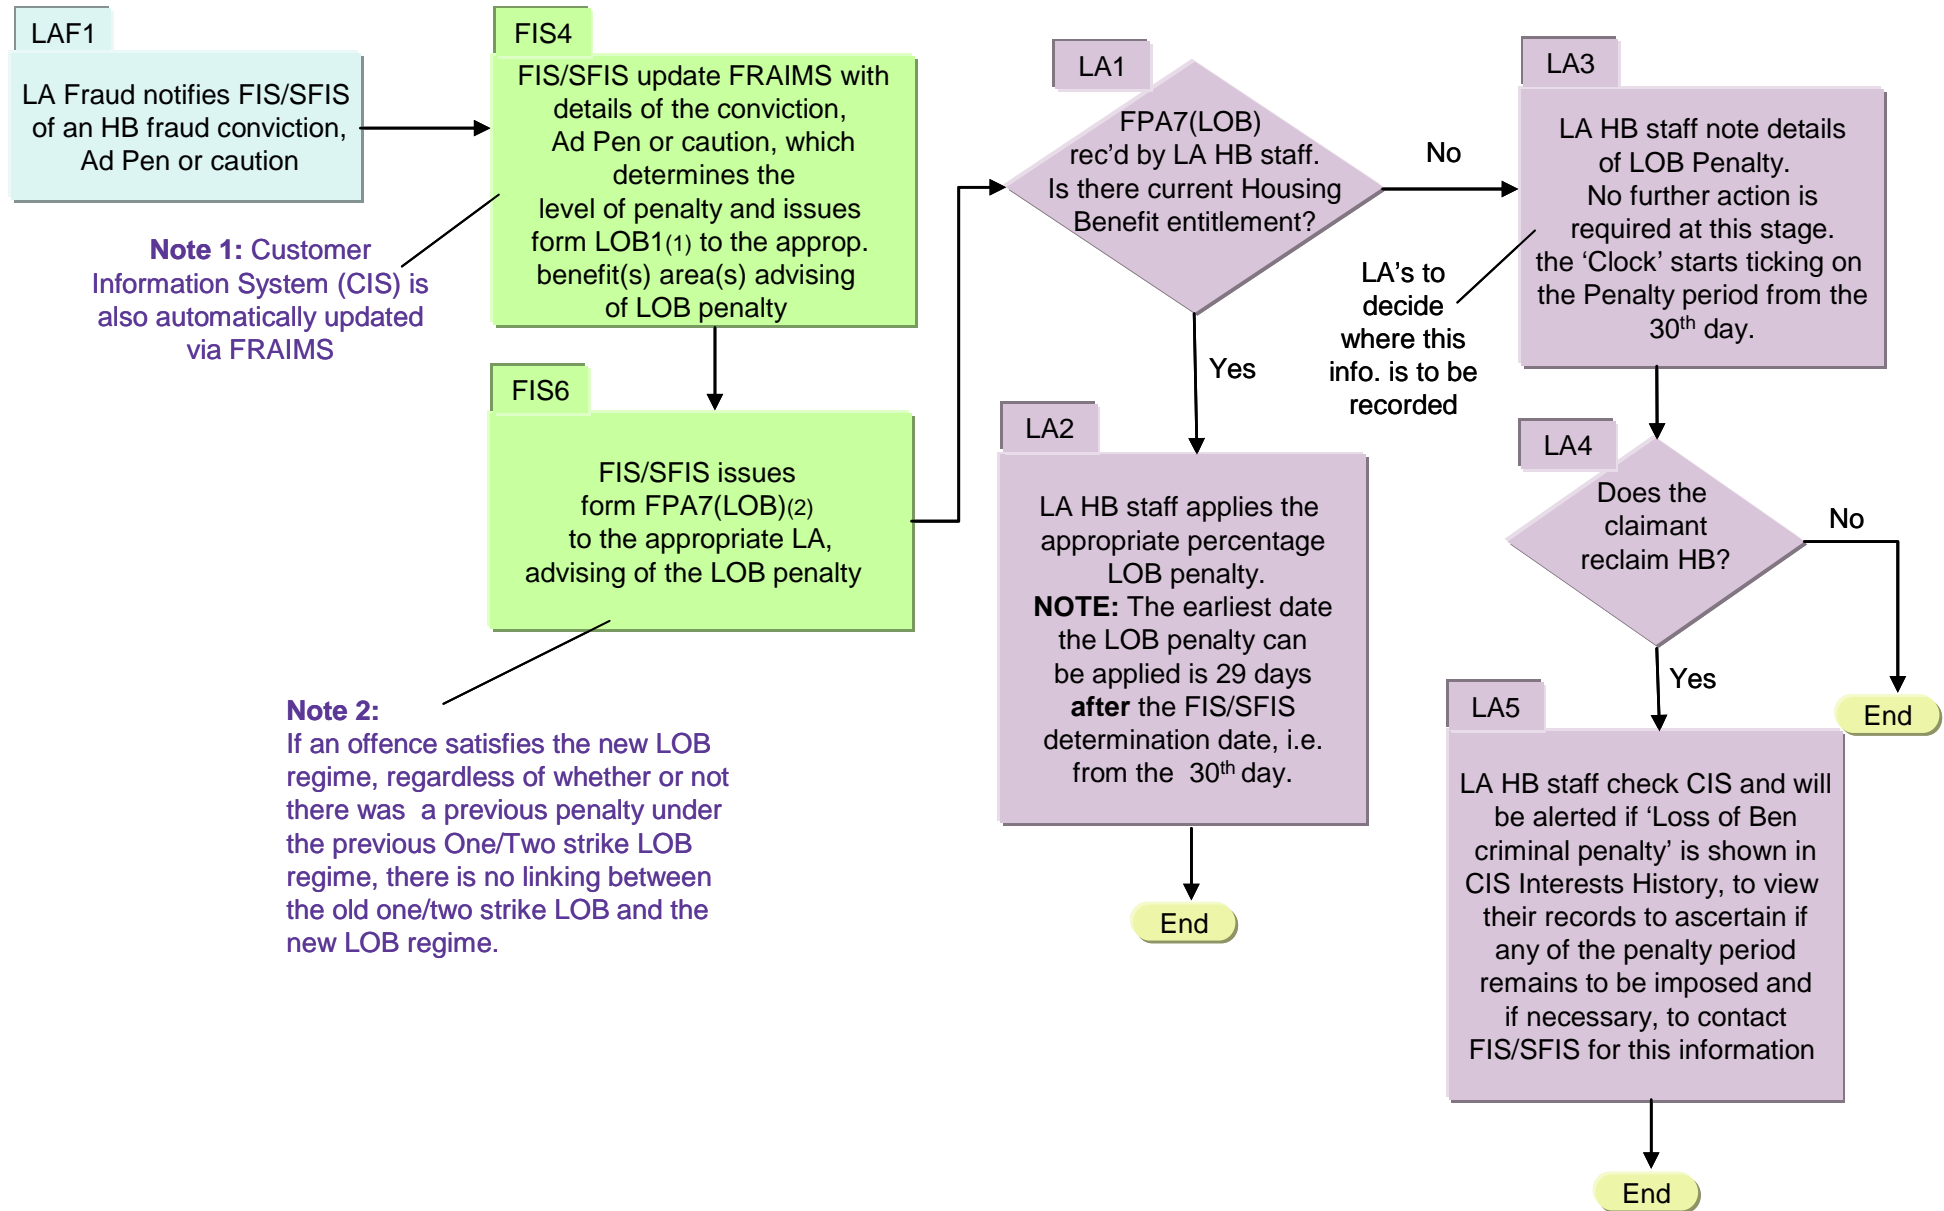 LAF1
LA Fraud notifies FIS/SFIS
of an HB fraud conviction,
Ad Pen or caution
FIS4
FIS/SFIS update FRAIMS with
details of the conviction,
Ad Pen or caution, which
determines the
level of penalty and issues
form LOB1(1) to the approp.
benefit(s) area(s) advising
of LOB penalty
Note 1: Customer
Information System (CIS) is
also automatically updated
via FRAIMS
FIS6
FIS/SFIS issues
form FPA7(LOB)(2)
to the appropriate LA,
advising of the LOB penalty
Note 2:
If an offence satisfies the new LOB
regime, regardless of whether or not
there was a previous penalty under
the previous One/Two strike LOB
regime, there is no linking between
the old one/two strike LOB and the
new LOB regime.
LA1
FPA7(LOB)
rec’d by LA HB staff.
Is there current Housing
Benefit entitlement?
No
Yes
LA2
LA HB staff applies the
appropriate percentage
LOB penalty.
NOTE: The earliest date
the LOB penalty can
be applied is 29 days
after the FIS/SFIS
determination date, i.e.
from the 30th day.
End
LA3
LA HB staff note details
of LOB Penalty.
No further action is
required at this stage.
the ‘Clock’ starts ticking on
the Penalty period from the
30th day.
LA’s to
decide
where this
info. is to be
recorded
LA4
Does the
claimant
reclaim HB?
No
End
Yes
LA5
LA HB staff check CIS and will
be alerted if ‘Loss of Ben
criminal penalty’ is shown in
CIS Interests History, to view
their records to ascertain if
any of the penalty period
remains to be imposed and
if necessary, to contact
FIS/SFIS for this information
End